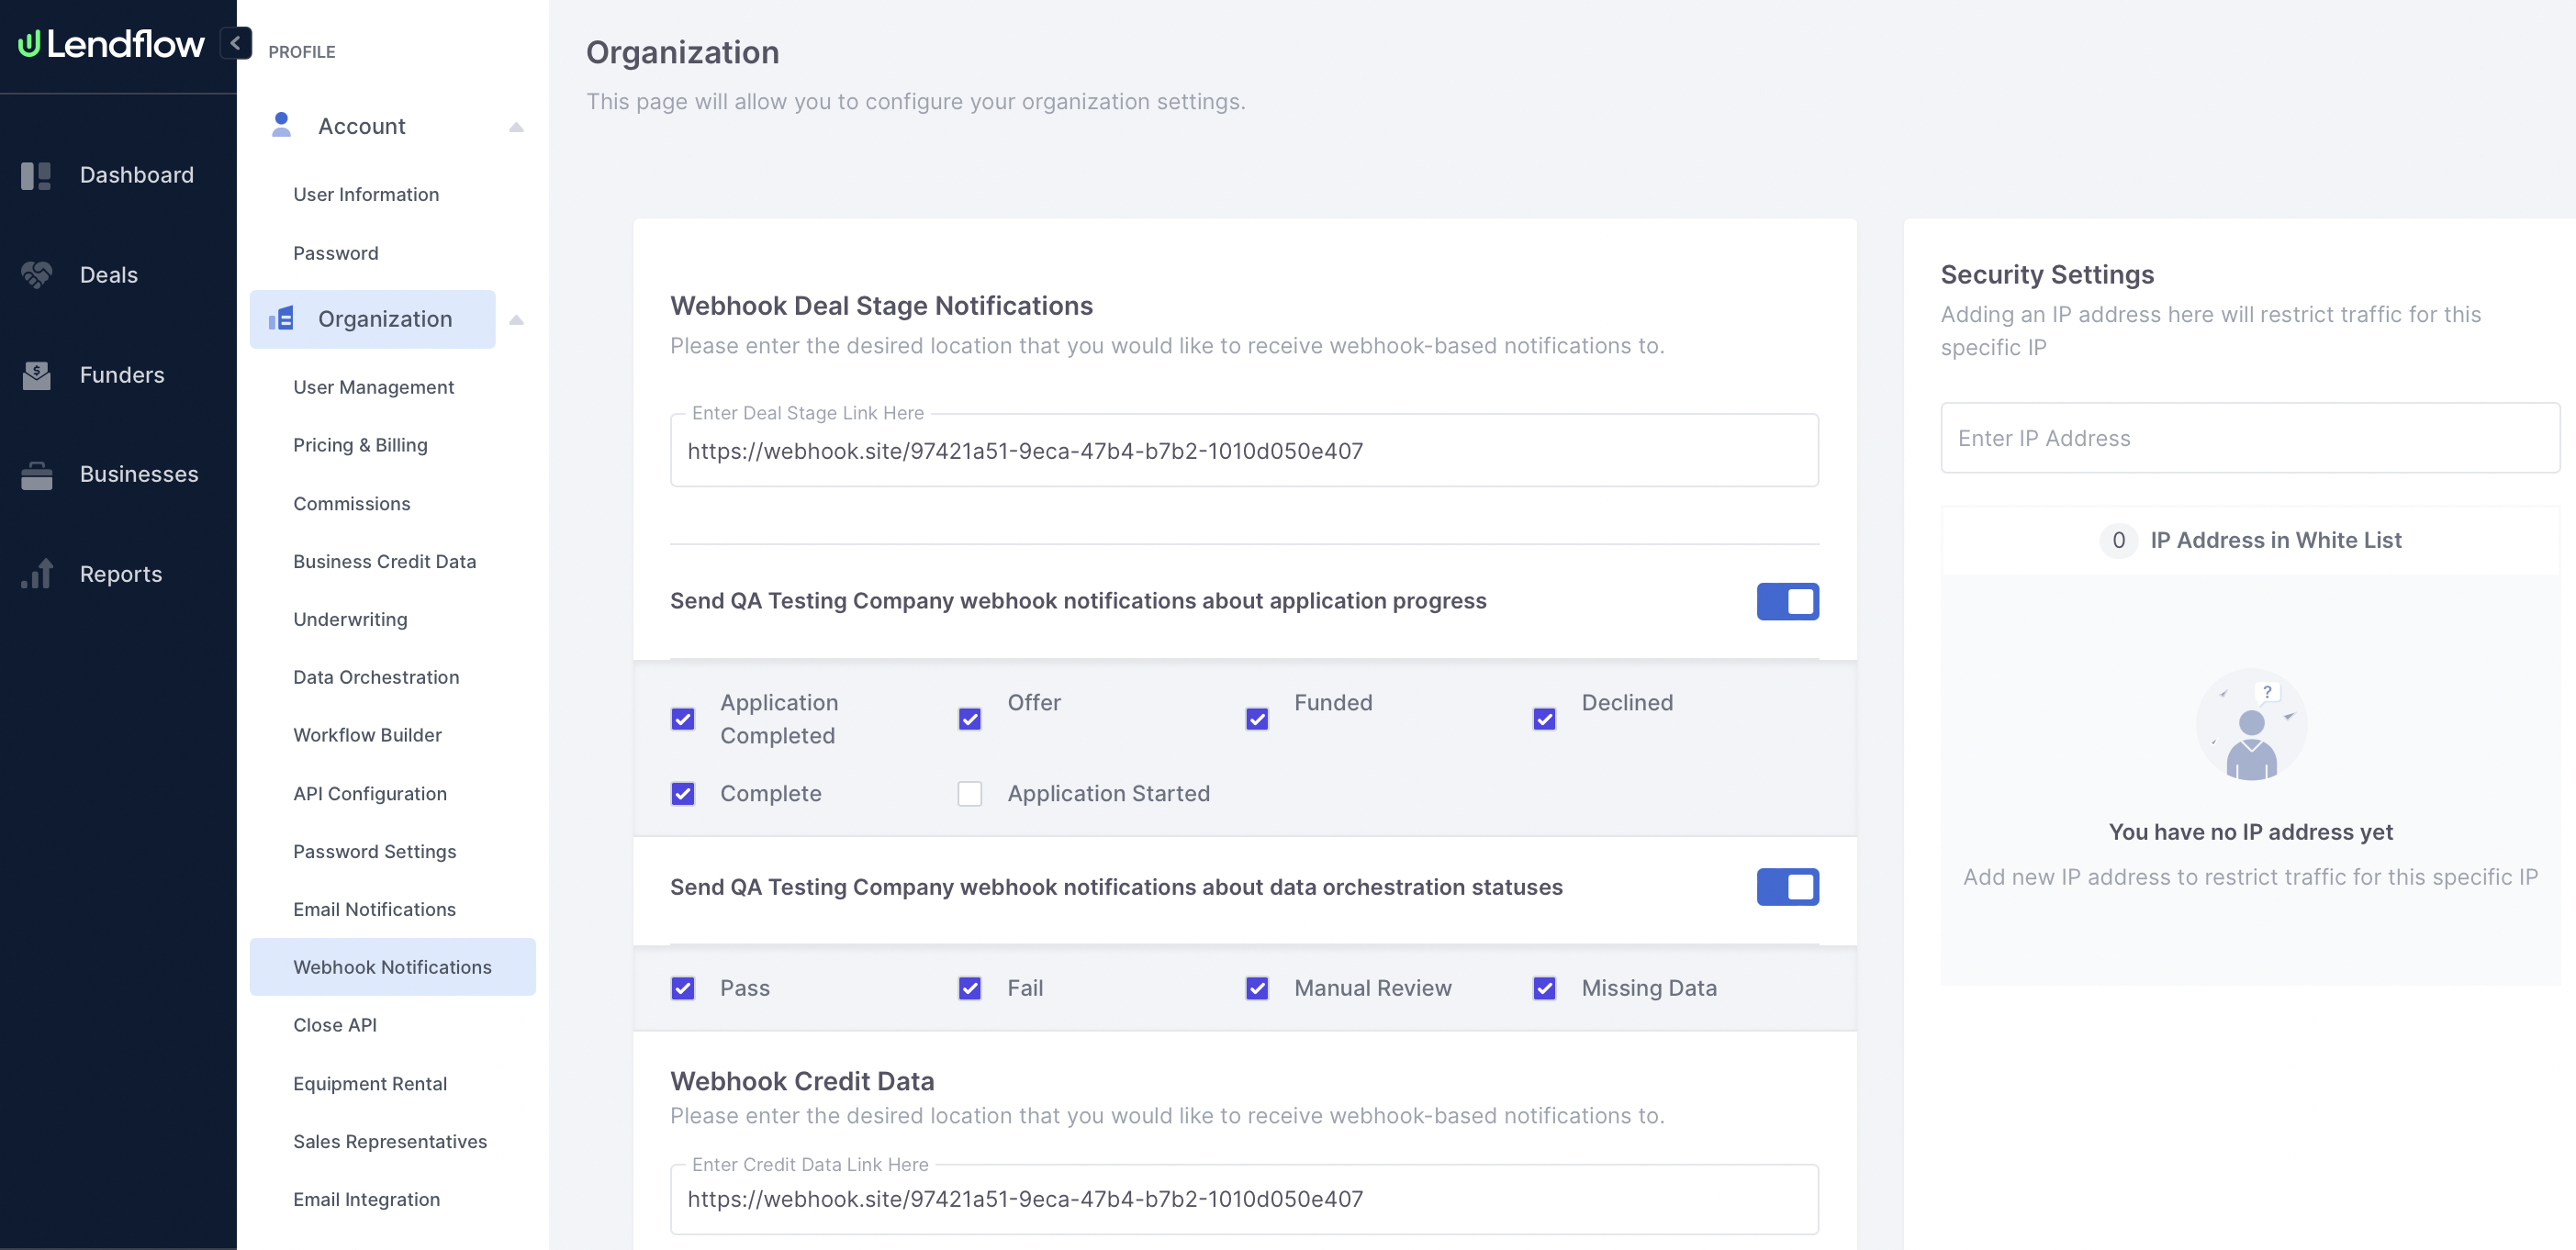 Lendflow
Dashboard
Deals
Funders
Businesses
Reports
PROFILE
Account
User Information
Password
Organization
User Management
Pricing & Billing
Commissions
Business Credit Data
Underwriting
Data Orchestration
Workflow Builder
API Configuration
Password Settings
Email Notifications
Webhook Notifications
Close API
Equipment Rental
Sales Representatives
Email Integration
Organization
This page will allow you to configure your organization settings.
Webhook Deal Stage Notifications
Please enter the desired location that you would like to receive webhook-based notifications to.
Enter Deal Stage Link Here
https://webhook.site/97421a51-9eca-47b4-b7b2-1010d050e407
Send QA Testing Company webhook notifications about application progress
Application
Completed
Offer
Funded
Declined
Complete
Application Started
Send QA Testing Company webhook notifications about data orchestration statuses
Pass
Fail
Manual Review
Missing Data
Webhook Credit Data
Please enter the desired location that you would like to receive webhook-based notifications to.
Enter Credit Data Link Here
https://webhook.site/97421a51-9eca-47b4-b7b2-1010d050e407
Security Settings
Adding an IP address here will restrict traffic for this
specific IP
Enter IP Address
0 IP Address in White List
?
You have no IP address yet
Add new IP address to restrict traffic for this specific IP